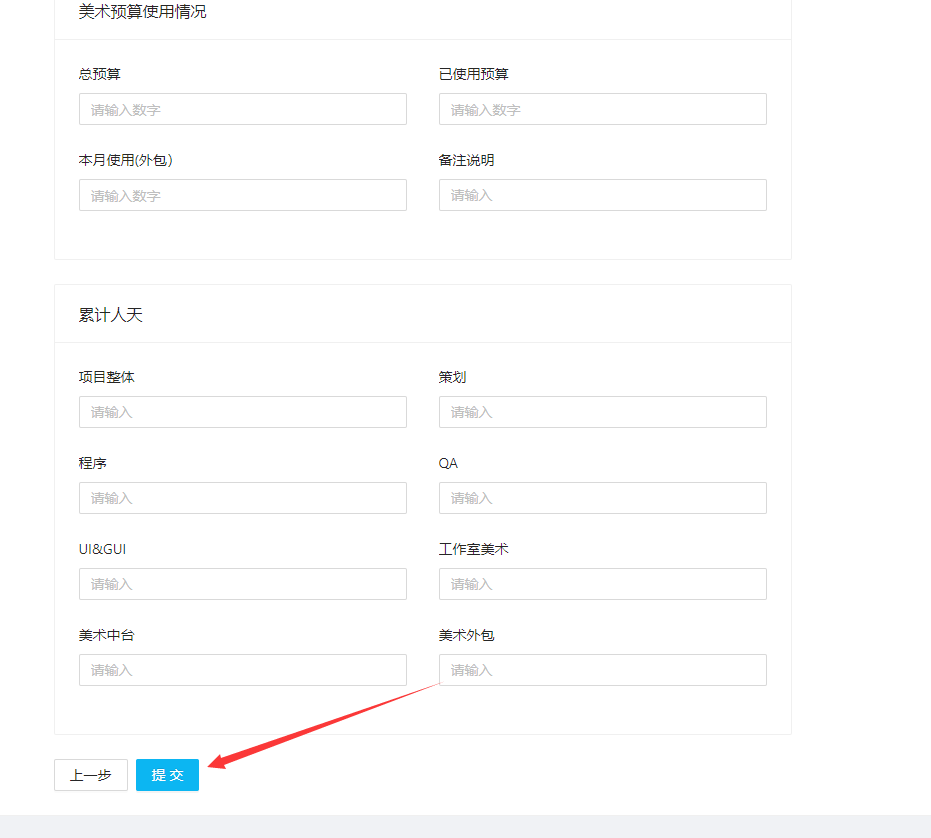 美术预算使用情况
总预算
已使用预算
请输入数字
请输入数字
本月使用(外包)
备注说明
请输入数字
请输入
累计人天
项目整体
策划
请输入
请输入
程序
QA
请输入
请输入
UI&GUI
工作室美术
请输入
请输入
美术中台
美术外包
请输入
请输入
上一步
提 交